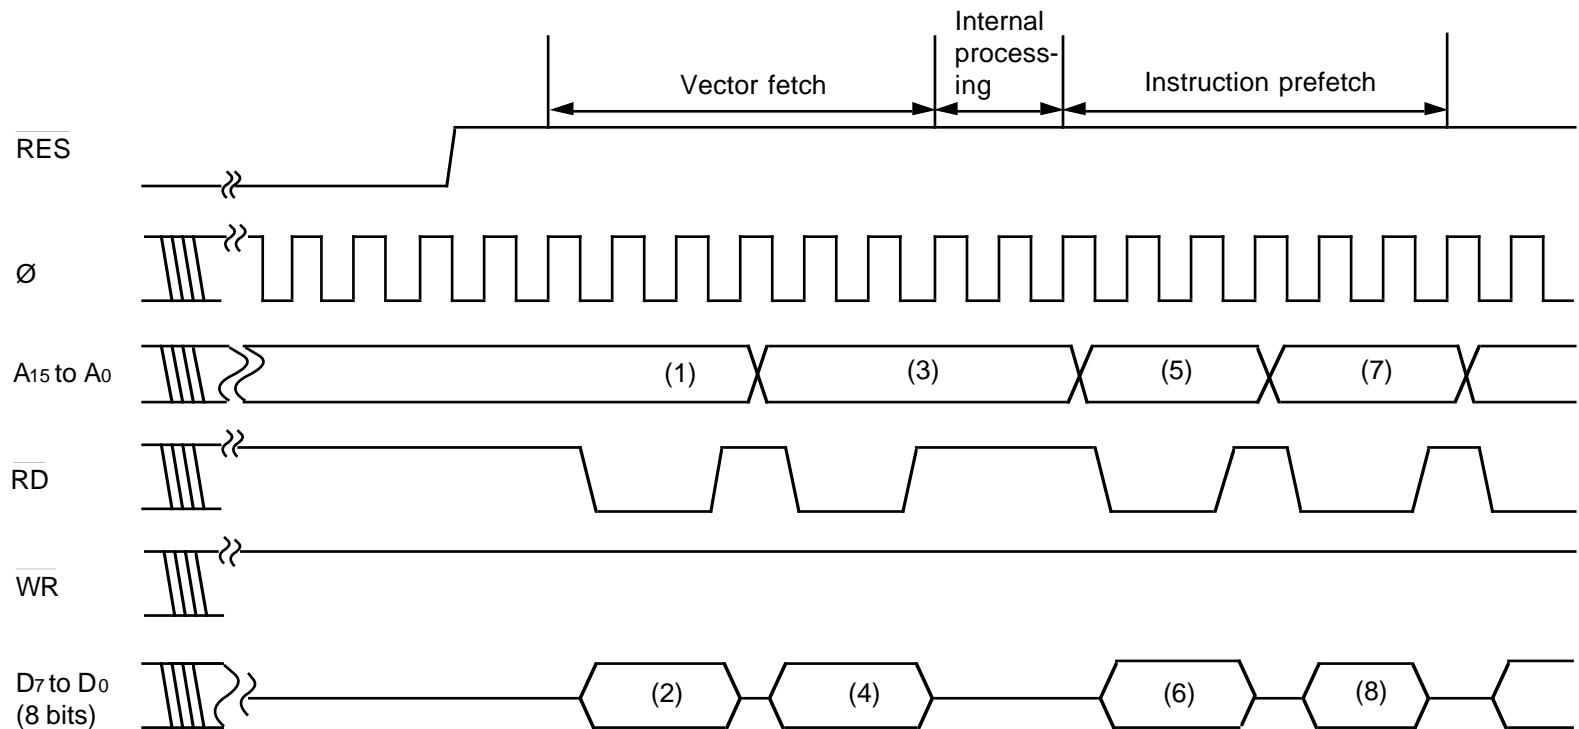 Internal
process-
ing
Vector fetch
Instruction prefetch
RES
Ø
A15 to A0
(1)
(3)
(5)
(7)
RD
WR
D7 to D0
(8 bits)
(2)
(4)
(6)
(8)